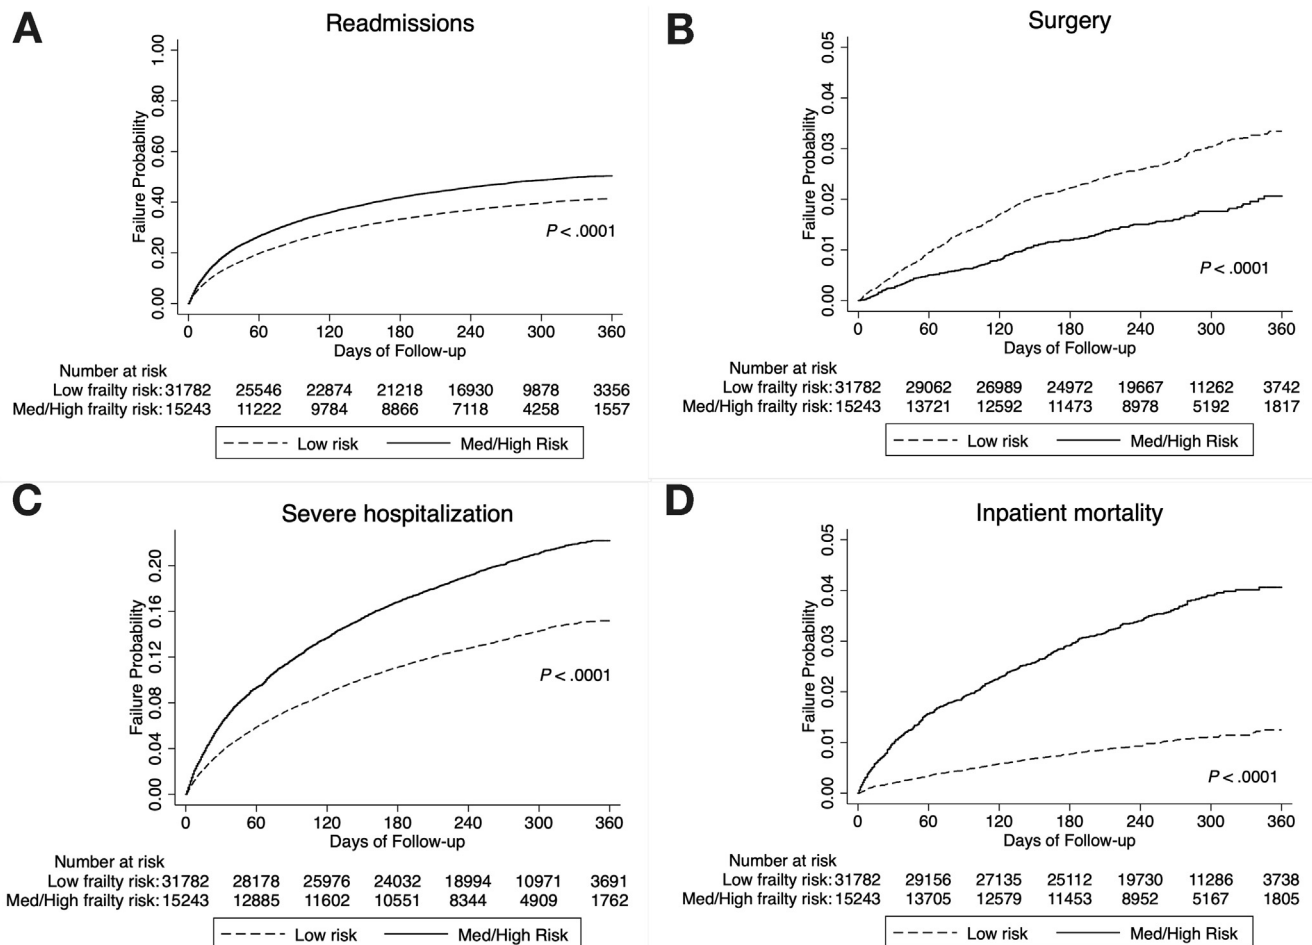 A
Readmissions
Failure Probability
1.00
0.80
0.60
0.40
0.20
0.00
P < .0001
0 60 120 180 240 300 360
Days of Follow-up
Number at risk
Low frailty risk: 31782 25546 22874 21218 16930 9878 3356
Med/High frailty risk: 15243 11222 9784 8866 7118 4258 1557
Low risk Med/High Risk
B
Surgery
Failure Probability
0.05
0.04
0.03
0.02
0.01
0.00
P < .0001
0 60 120 180 240 300 360
Days of Follow-up
Number at risk
Low frailty risk: 31782 29062 26989 24972 19667 11262 3742
Med/High frailty risk: 15243 13721 12592 11473 8978 5192 1817
Low risk Med/High Risk
C
Severe hospitalization
Failure Probability
0.20
0.16
0.12
0.08
0.04
0.00
P < .0001
0 60 120 180 240 300 360
Days of Follow-up
Number at risk
Low frailty risk: 31782 28178 25976 24032 18994 10971 3691
Med/High frailty risk: 15243 12885 11602 10551 8344 4909 1762
Low risk Med/High Risk
D
Inpatient mortality
Failure Probability
0.05
0.04
0.03
0.02
0.01
0.00
P < .0001
0 60 120 180 240 300 360
Days of Follow-up
Number at risk
Low frailty risk: 31782 29156 27135 25112 19730 11286 3738
Med/High frailty risk: 15243 13705 12579 11453 8952 5167 1805
Low risk Med/High Risk